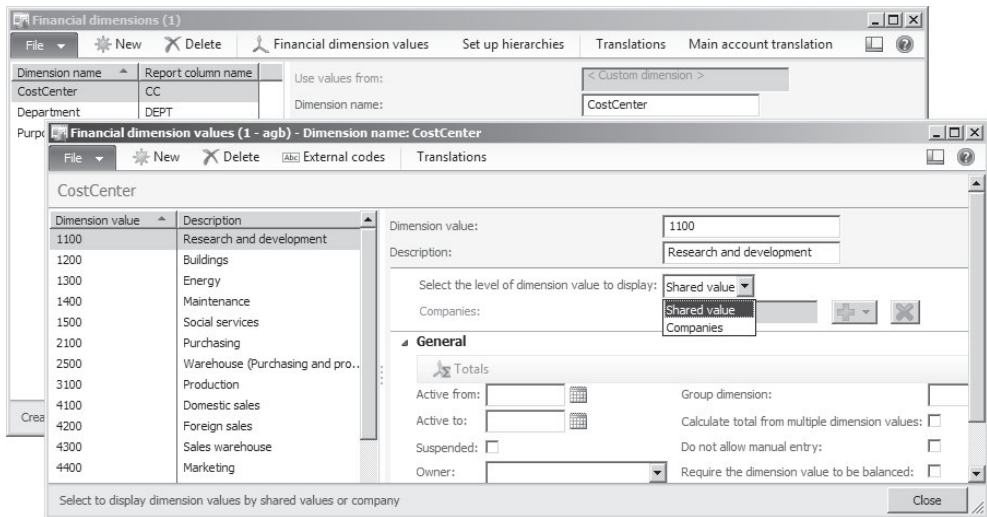 Financial dimensions (1)
File New Delete Financial dimension values Set up hierarchies Translations Main account translation
Dimension name Report column name
CostCenter CC
Department DEPT
Use values from: < Custom dimension >
Dimension name: CostCenter
Financial dimension values (1 - agb) - Dimension name: CostCenter
File New Delete Abc External codes Translations
CostCenter
Dimension value Description
1100 Research and development
1200 Buildings
1300 Energy
1400 Maintenance
1500 Social services
2100 Purchasing
2500 Warehouse (Purchasing and pro..
3100 Production
4100 Domestic sales
4200 Foreign sales
4300 Sales warehouse
4400 Marketing
Dimension value: 1100
Description: Research and development
Select the level of dimension value to display: Shared value
Companies:
Shared value
Companies
General
Totals
Active from:
Active to:
Suspended:
Owner:
Group dimension:
Calculate total from multiple dimension values:
Do not allow manual entry:
Require the dimension value to be balanced:
Select to display dimension values by shared values or company
Close